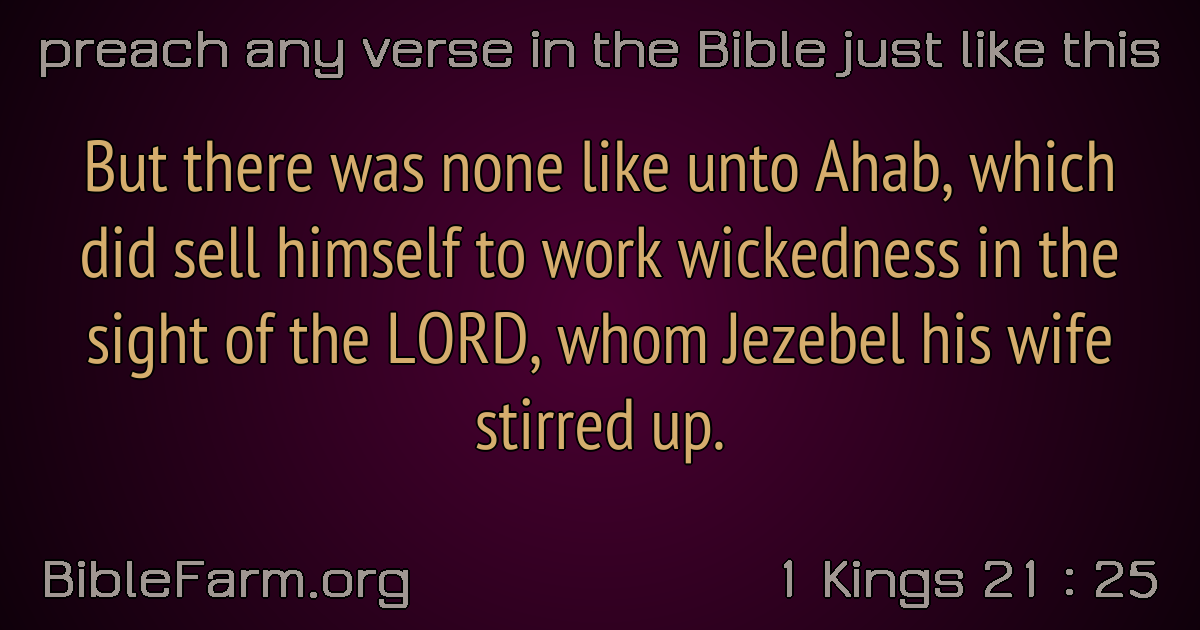 preach any verse in the Bible just like this
But there was none like unto Ahab, which
did sell himself to work wickedness in the
sight of the LORD, whom Jezebel his wife
stirred up.
BibleFarm.org
1 Kings 21 : 25